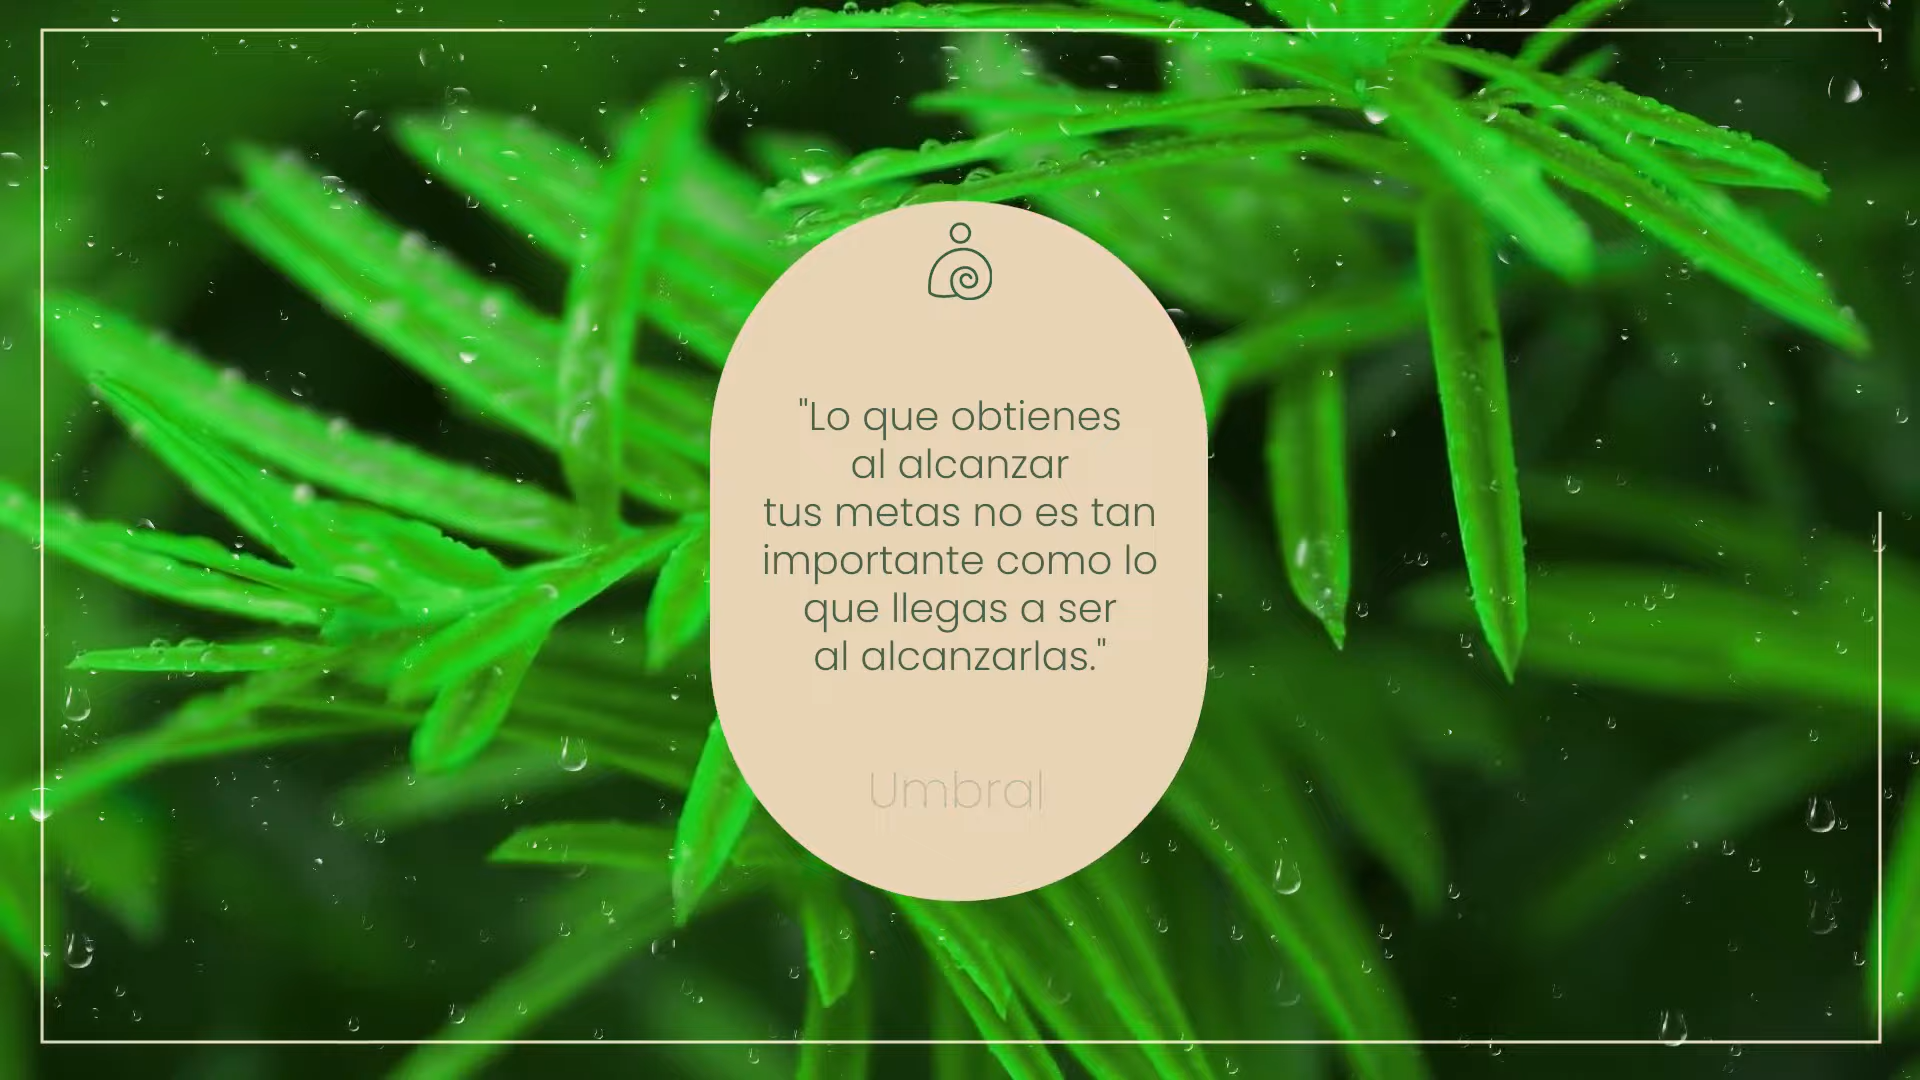 "Lo que obtienes
al alcanzar
tus metas no es tan
importante como lo
que llegas a ser
al alcanzarlas."
Umbral